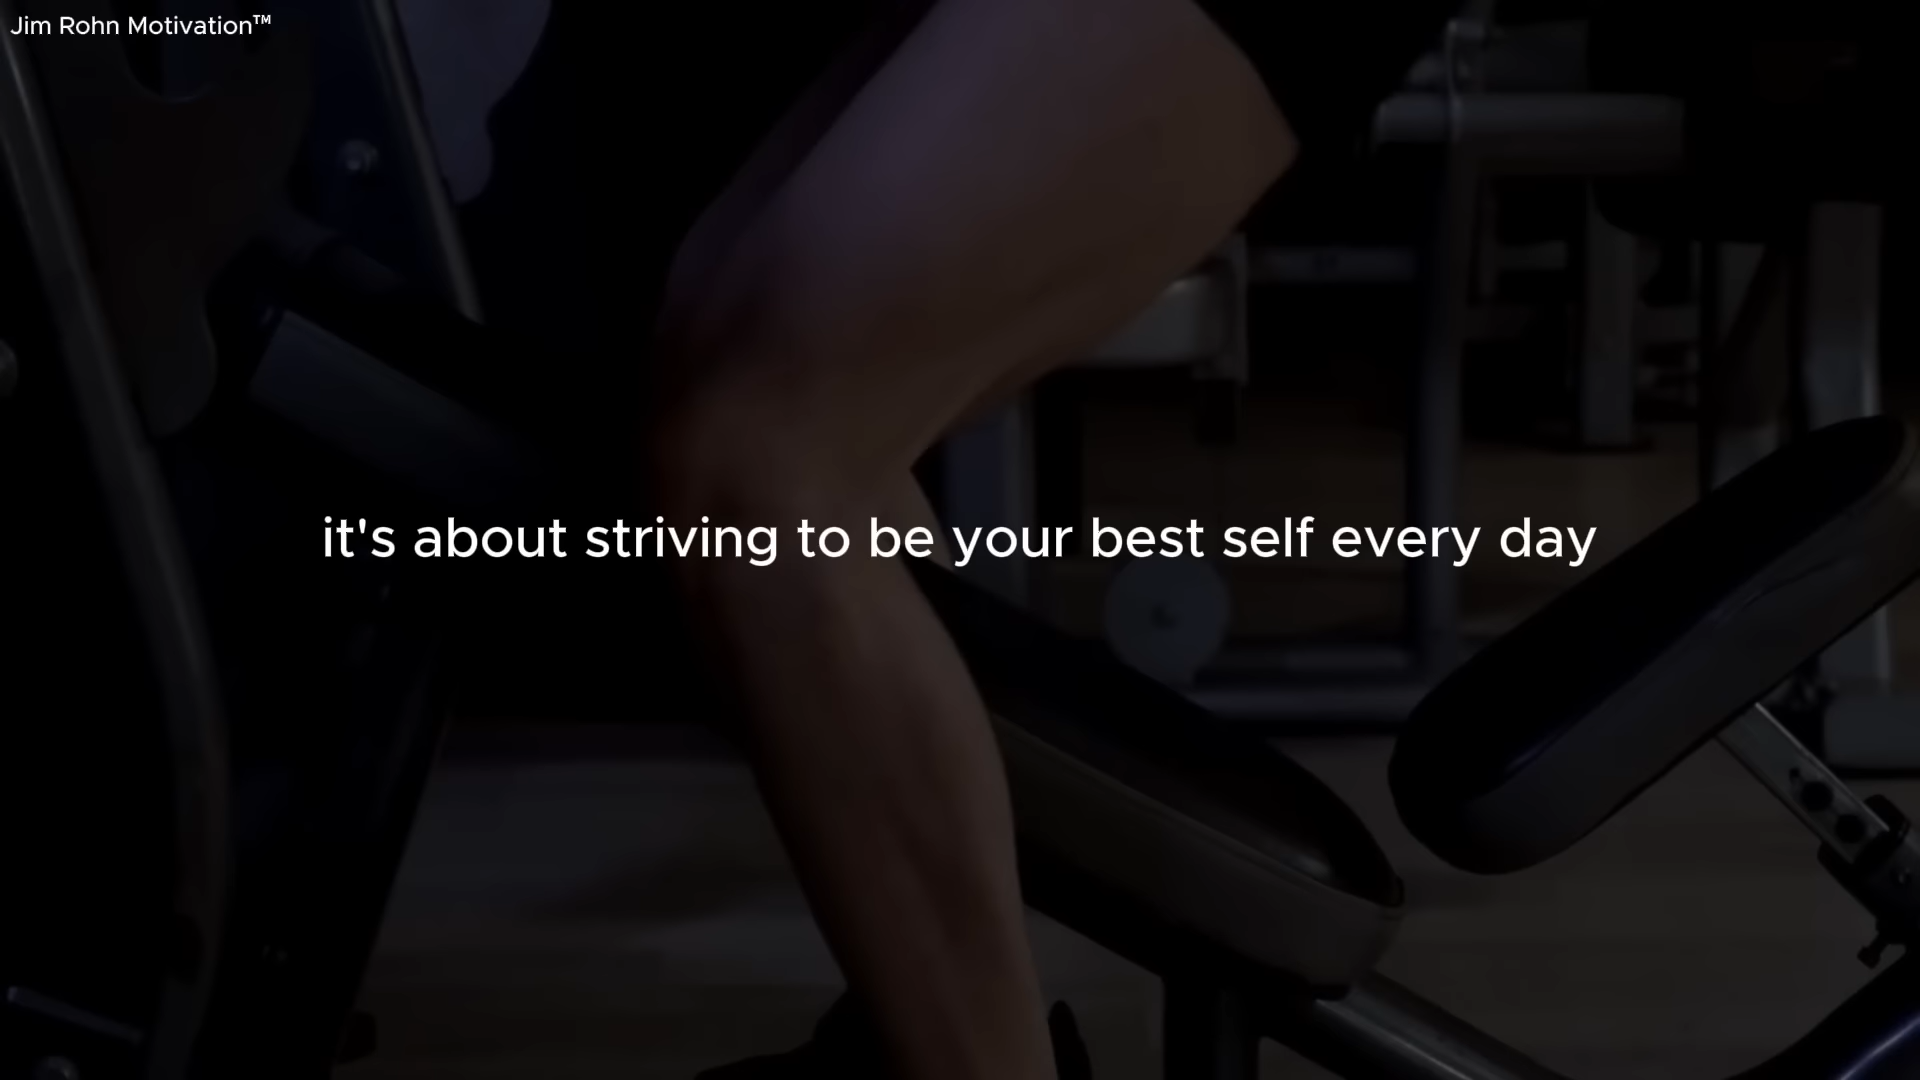 Jim Rohn Motivation™
it's about striving to be your best self every day